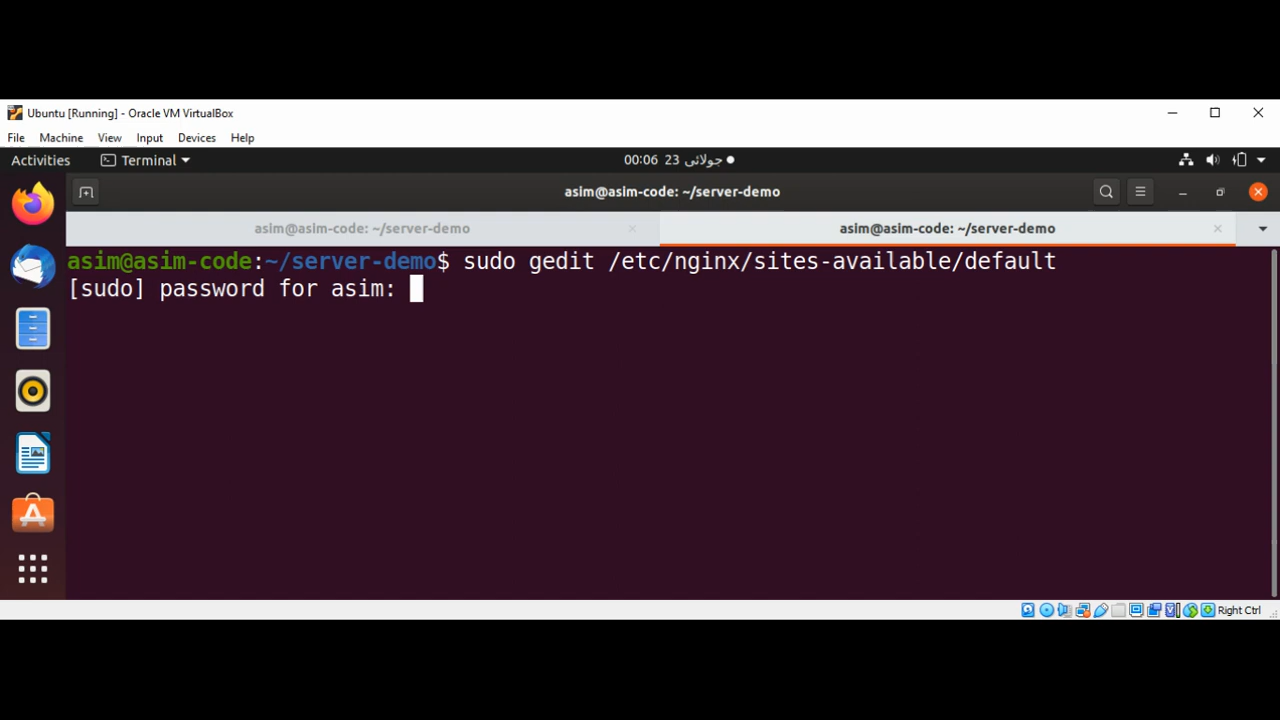 Ubuntu [Running] - Oracle VM VirtualBox
File Machine View Input Devices Help
Activities Terminal 00:06 23 جولائی
asim@asim-code: ~/server-demo
asim@asim-code: ~/server-demo asim@asim-code: ~/server-demo
asim@asim-code:~/server-demo$ sudo gedit /etc/nginx/sites-available/default
[sudo] password for asim:
Right Ctrl